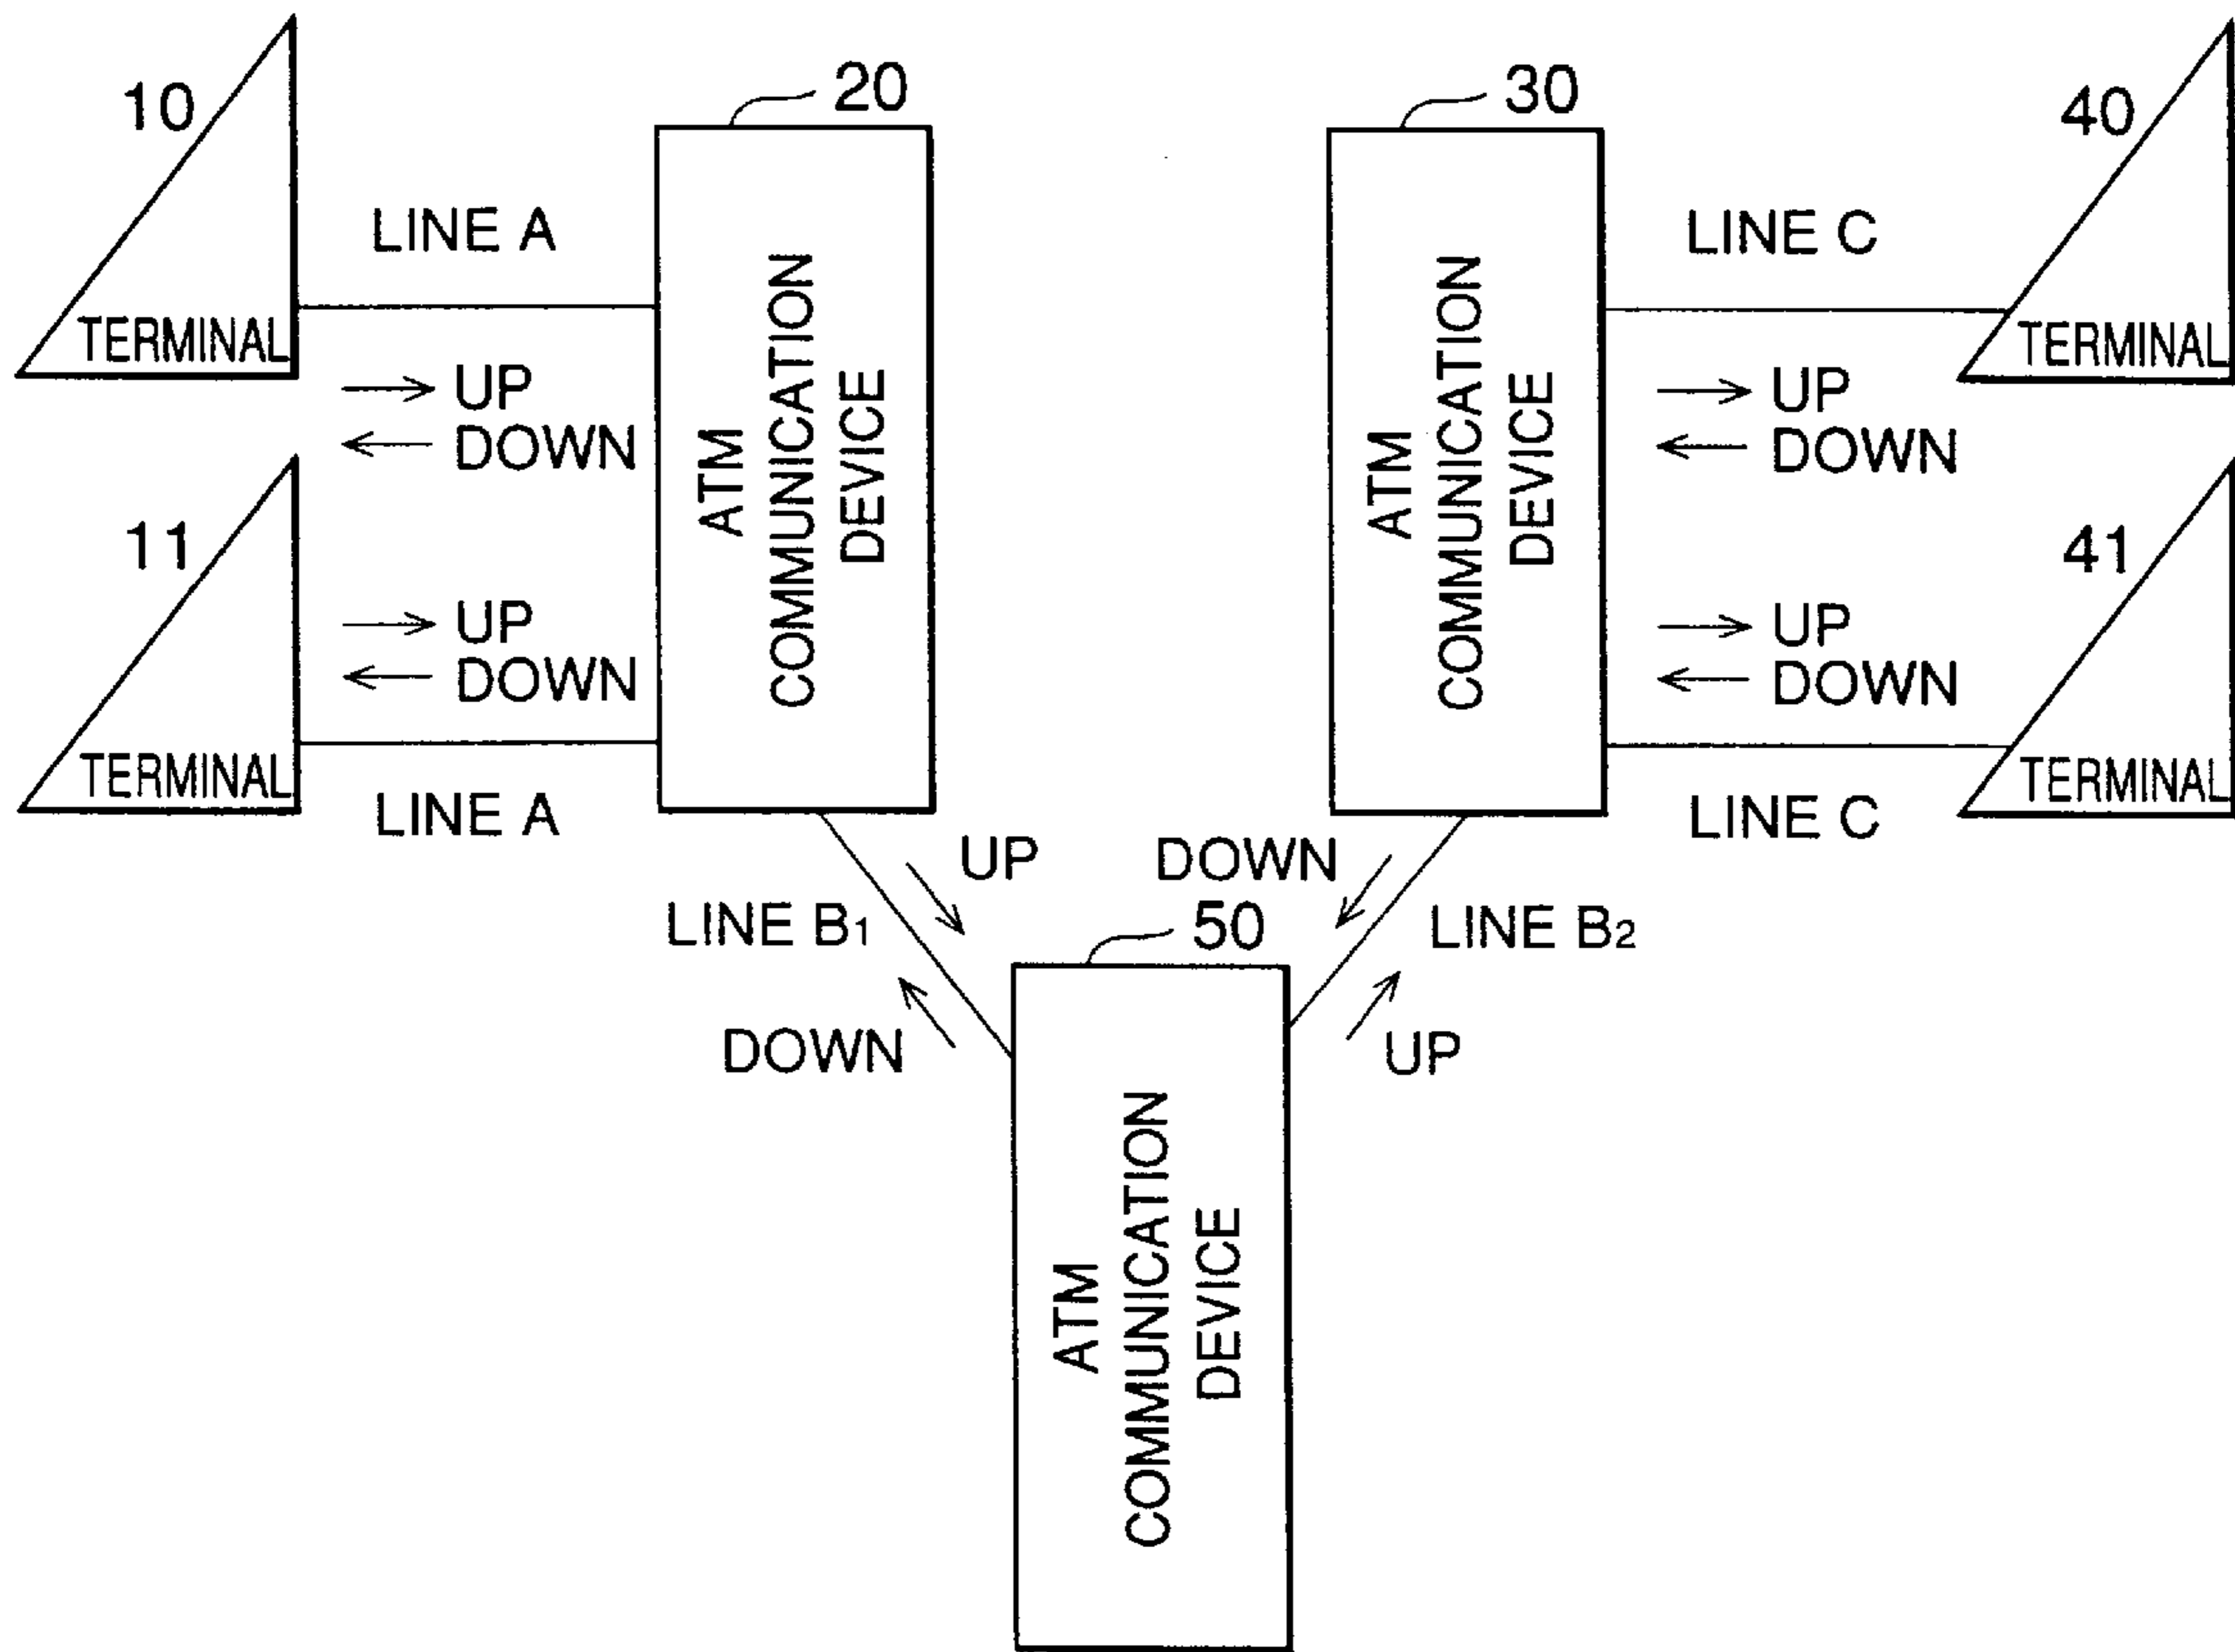 10
20
30
40
LINE A
LINE C
TERMINAL
ATM
COMMUNICATION
DEVICE
ATM
COMMUNICATION
DEVICE
TERMINAL
UP
DOWN
UP
DOWN
11
41
UP
DOWN
UP
DOWN
TERMINAL
TERMINAL
LINE A
LINE C
UP
DOWN
LINE B1
50
LINE B2
DOWN
UP
ATM
COMMUNICATION
DEVICE